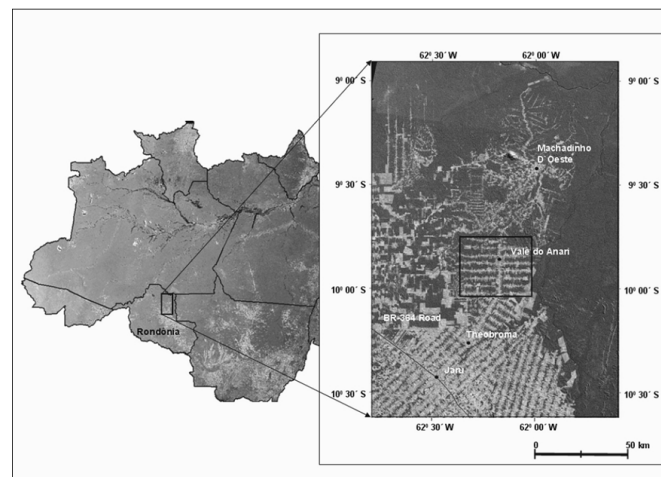 62º 30´ W
62º 00´ W
9º 00´ S
9º 00´ S
Machadinho
D´Oeste
9º 30´ S
9º 30´ S
Vale do Anari
10º 00´ S
10º 00´ S
BR-364 Road
Rondônia
Theobroma
Jaru
10º 30´ S
10º 30´ S
62º 30´ W
62º 00´ W
0
50 km